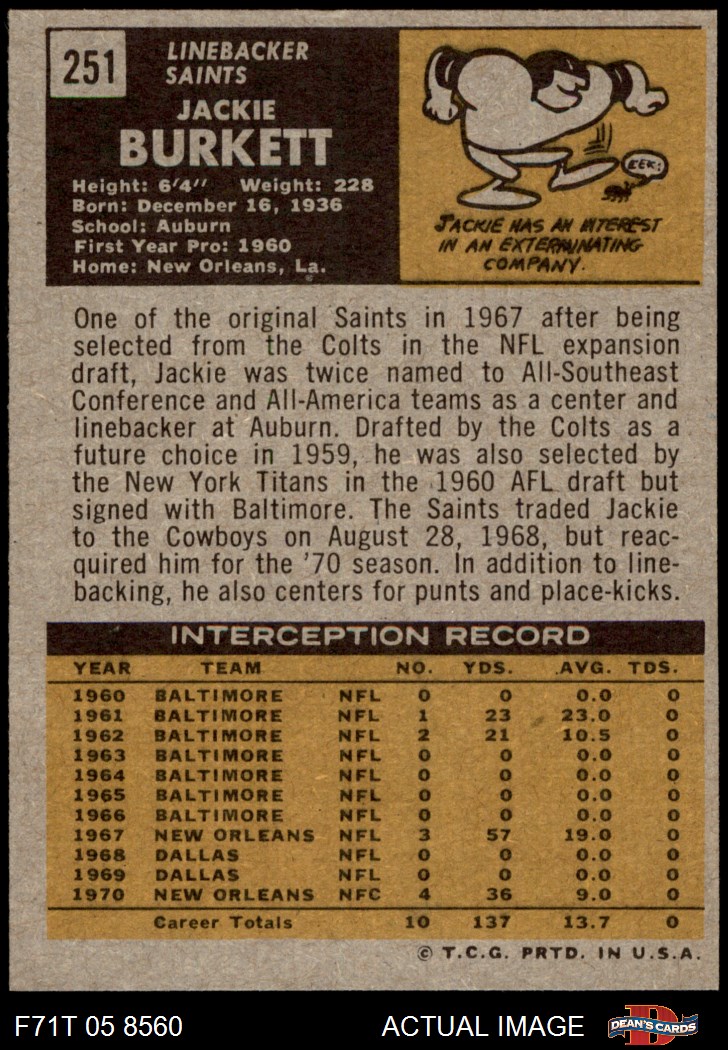 251
LINEBACKER
SAINTS
JACKIE
BURKETT
Height: 6'4'' Weight: 228
Born: December 16, 1936
School: Auburn
First Year Pro: 1960
Home: New Orleans, La.
EEK!
JACKIE HAS AN INTEREST
IN AN EXTERMINATING
COMPANY.
One of the original Saints in 1967 after being
selected from the Colts in the NFL expansion
draft, Jackie was twice named to All-Southeast
Conference and All-America teams as a center and
linebacker at Auburn. Drafted by the Colts as a
future choice in 1959, he was also selected by
the New York Titans in the 1960 AFL draft but
signed with Baltimore. The Saints traded Jackie
to the Cowboys on August 28, 1968, but reac-
quired him for the '70 season. In addition to line-
backing, he also centers for punts and place-kicks.
INTERCEPTION RECORD
YEAR TEAM NO. YDS. AVG. TDS.
1960 BALTIMORE NFL 0 0 0.0 0
1961 BALTIMORE NFL 1 23 23.0 0
1962 BALTIMORE NFL 2 21 10.5 0
1963 BALTIMORE NFL 0 0 0.0 0
1964 BALTIMORE NFL 0 0 0.0 0
1965 BALTIMORE NFL 0 0 0.0 0
1966 BALTIMORE NFL 0 0 0.0 0
1967 NEW ORLEANS NFL 3 57 19.0 0
1968 DALLAS NFL 0 0 0.0 0
1969 DALLAS NFL 0 0 0.0 0
1970 NEW ORLEANS NFC 4 36 9.0 0
Career Totals 10 137 13.7 0
© T.C.G. PRTD. IN U.S.A.
F71T 05 8560 ACTUAL IMAGE D DEAN'S CARDS